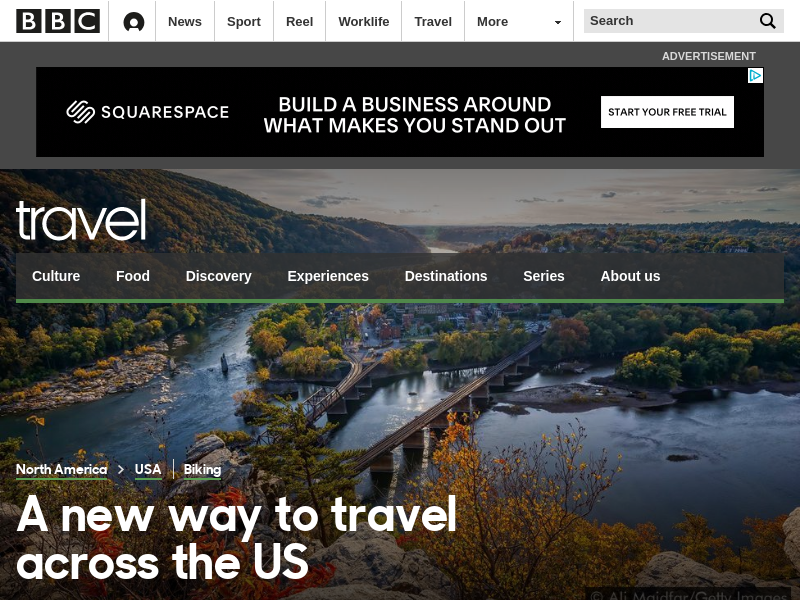 BBC
News
Sport
Reel
Worklife
Travel
More
Search
ADVERTISEMENT
SQUARESPACE
BUILD A BUSINESS AROUND
WHAT MAKES YOU STAND OUT
START YOUR FREE TRIAL
travel
Culture
Food
Discovery
Experiences
Destinations
Series
About us
North America
USA
Biking
A new way to travel
across the US
© Ali Majdfar/Getty Images